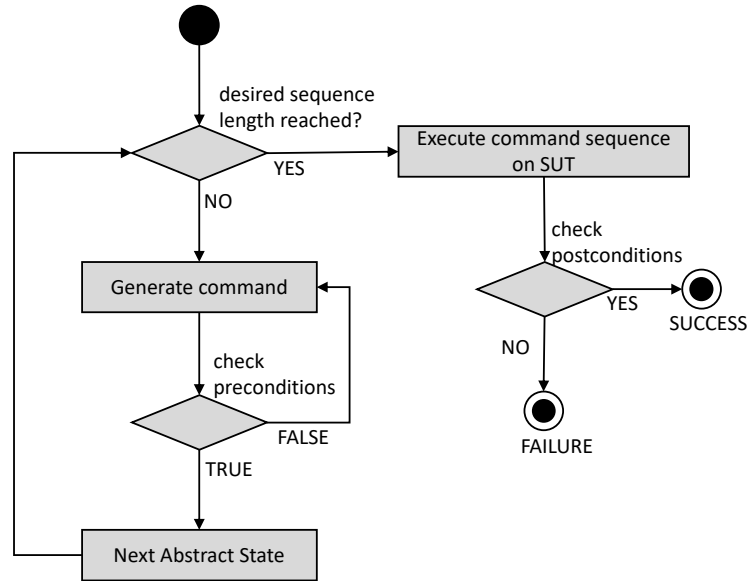 desired sequence
length reached?
YES
Execute command sequence
on SUT
NO
check
postconditions
Generate command
YES
SUCCESS
NO
check
preconditions
FALSE
FAILURE
TRUE
Next Abstract State